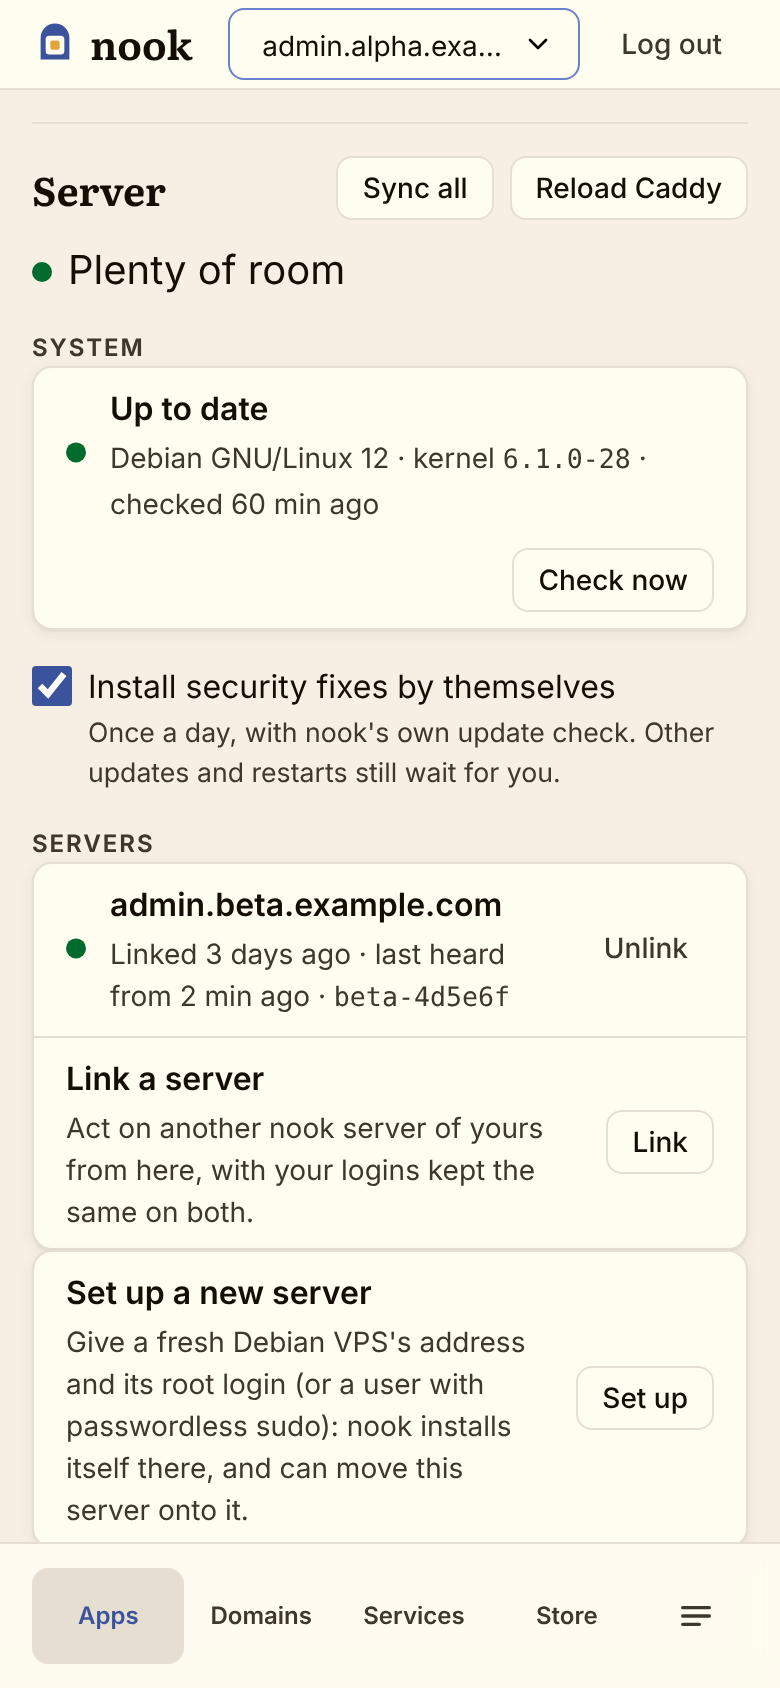 nook
admin.alpha.exa...
Log out
Server
Sync all
Reload Caddy
Plenty of room
SYSTEM
Up to date
Debian GNU/Linux 12 · kernel 6.1.0-28 ·
checked 60 min ago
Check now
Install security fixes by themselves
Once a day, with nook's own update check. Other
updates and restarts still wait for you.
SERVERS
admin.beta.example.com
Linked 3 days ago · last heard
from 2 min ago · beta-4d5e6f
Unlink
Link a server
Act on another nook server of yours
from here, with your logins kept the
same on both.
Link
Set up a new server
Give a fresh Debian VPS's address
and its root login (or a user with
passwordless sudo): nook installs
itself there, and can move this
server onto it.
Set up
Apps
Domains
Services
Store